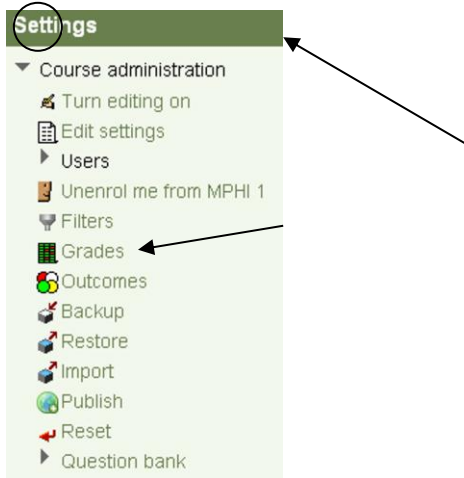 Settings
Course administration
Turn editing on
Edit settings
Users
Unenrol me from MPHI 1
Filters
Grades
Outcomes
Backup
Restore
Import
Publish
Reset
Question bank